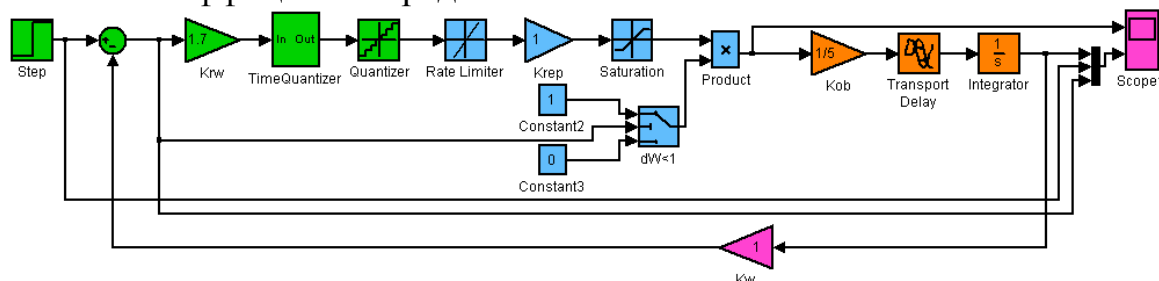 1.7
In Out
1
×
1/5
1
s
Step
Krw
TimeQuantizer
Quantizer
Rate Limiter
Krep
Saturation
Product
Kob
Transport
Delay
Integrator
Scope1
1
Constant2
dW<1
0
Constant3
1
Kw